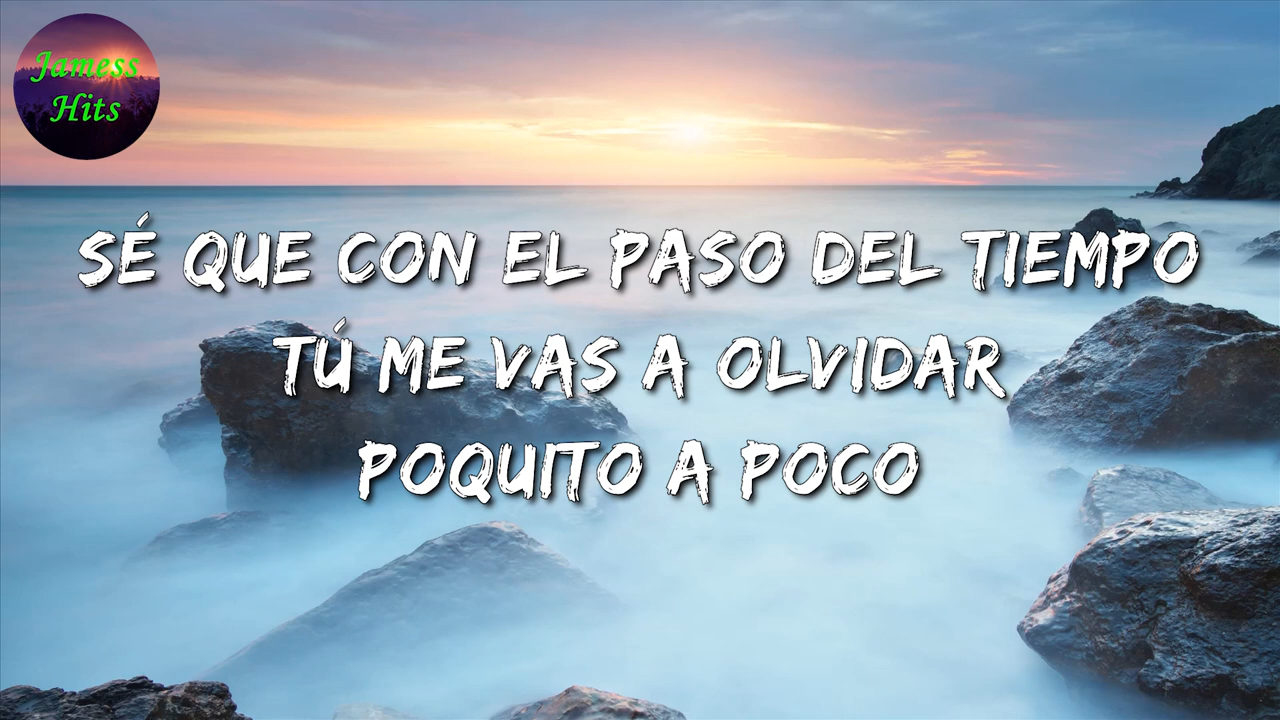 Jamess
Hits
SÉ QUE CON EL PASO DEL TIEMPO
TÚ ME VAS A OLVIDAR
POQUITO A POCO